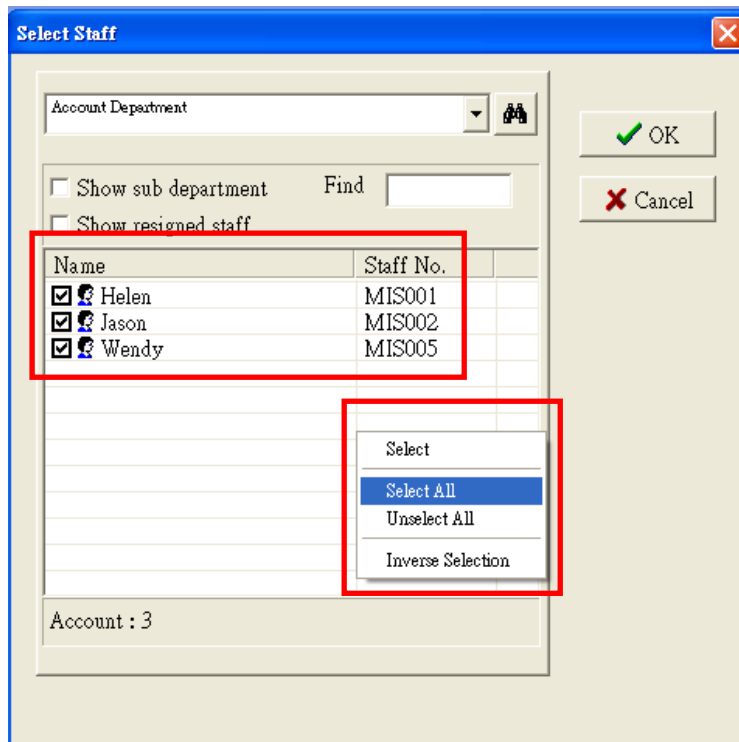 Select Staff
Account Department
OK
Cancel
Show sub department Find
Show resigned staff
Name Staff No.
Helen MIS001
Jason MIS002
Wendy MIS005
Select
Select All
Unselect All
Inverse Selection
Account : 3